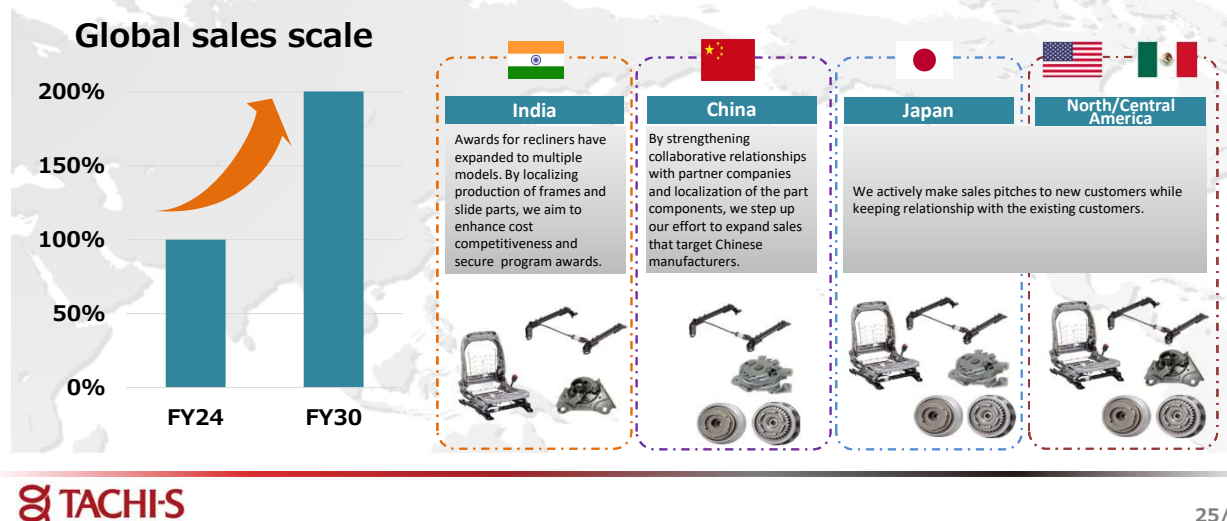 Global sales scale
200%
150%
100%
50%
0%
FY24
FY30
India
Awards for recliners have
expanded to multiple
models. By localizing
production of frames and
slide parts, we aim to
enhance cost
competitiveness and
secure program awards.
China
By strengthening
collaborative relationships
with partner companies
and localization of the part
components, we step up
our effort to expand sales
that target Chinese
manufacturers.
Japan
North/Central
America
We actively make sales pitches to new customers while
keeping relationship with the existing customers.
TACHI-S
25/